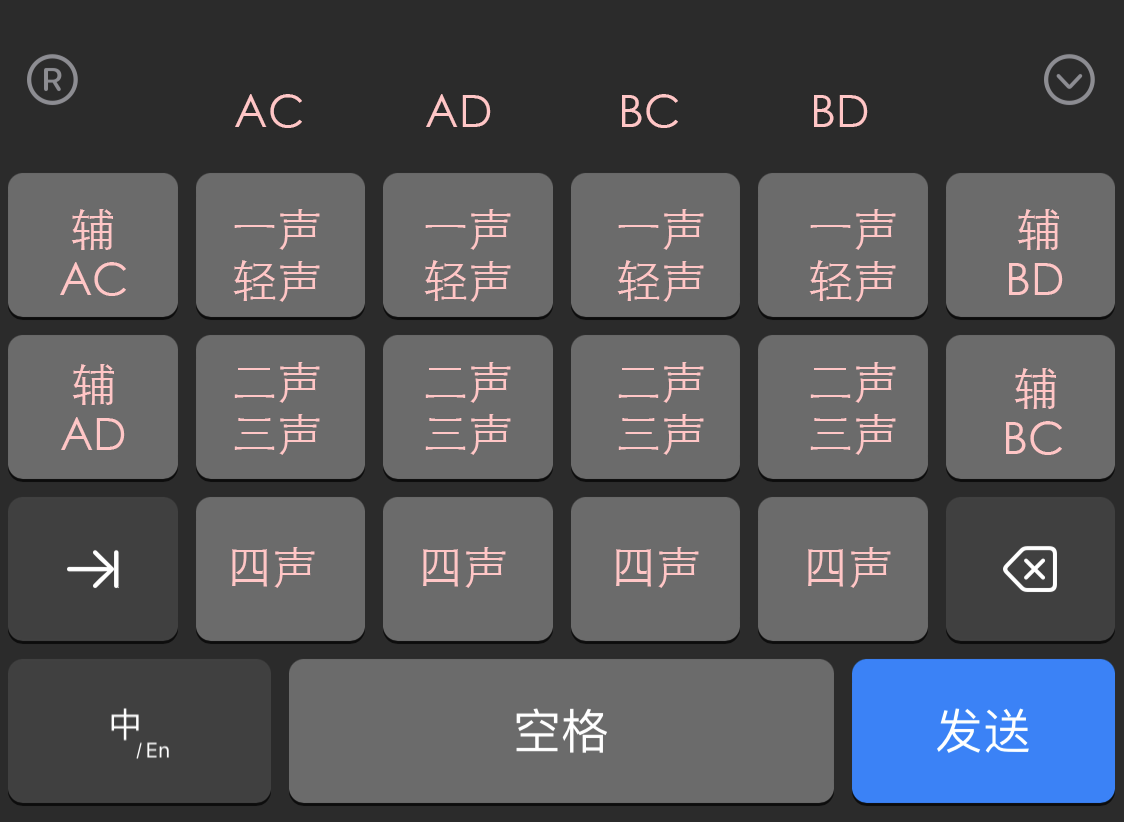 R
AC AD BC BD
辅 一声 一声 一声 一声 辅
AC 轻声 轻声 轻声 轻声 BD
辅 二声 二声 二声 二声 辅
AD 三声 三声 三声 三声 BC
四声 四声 四声 四声
中/En 空格 发送